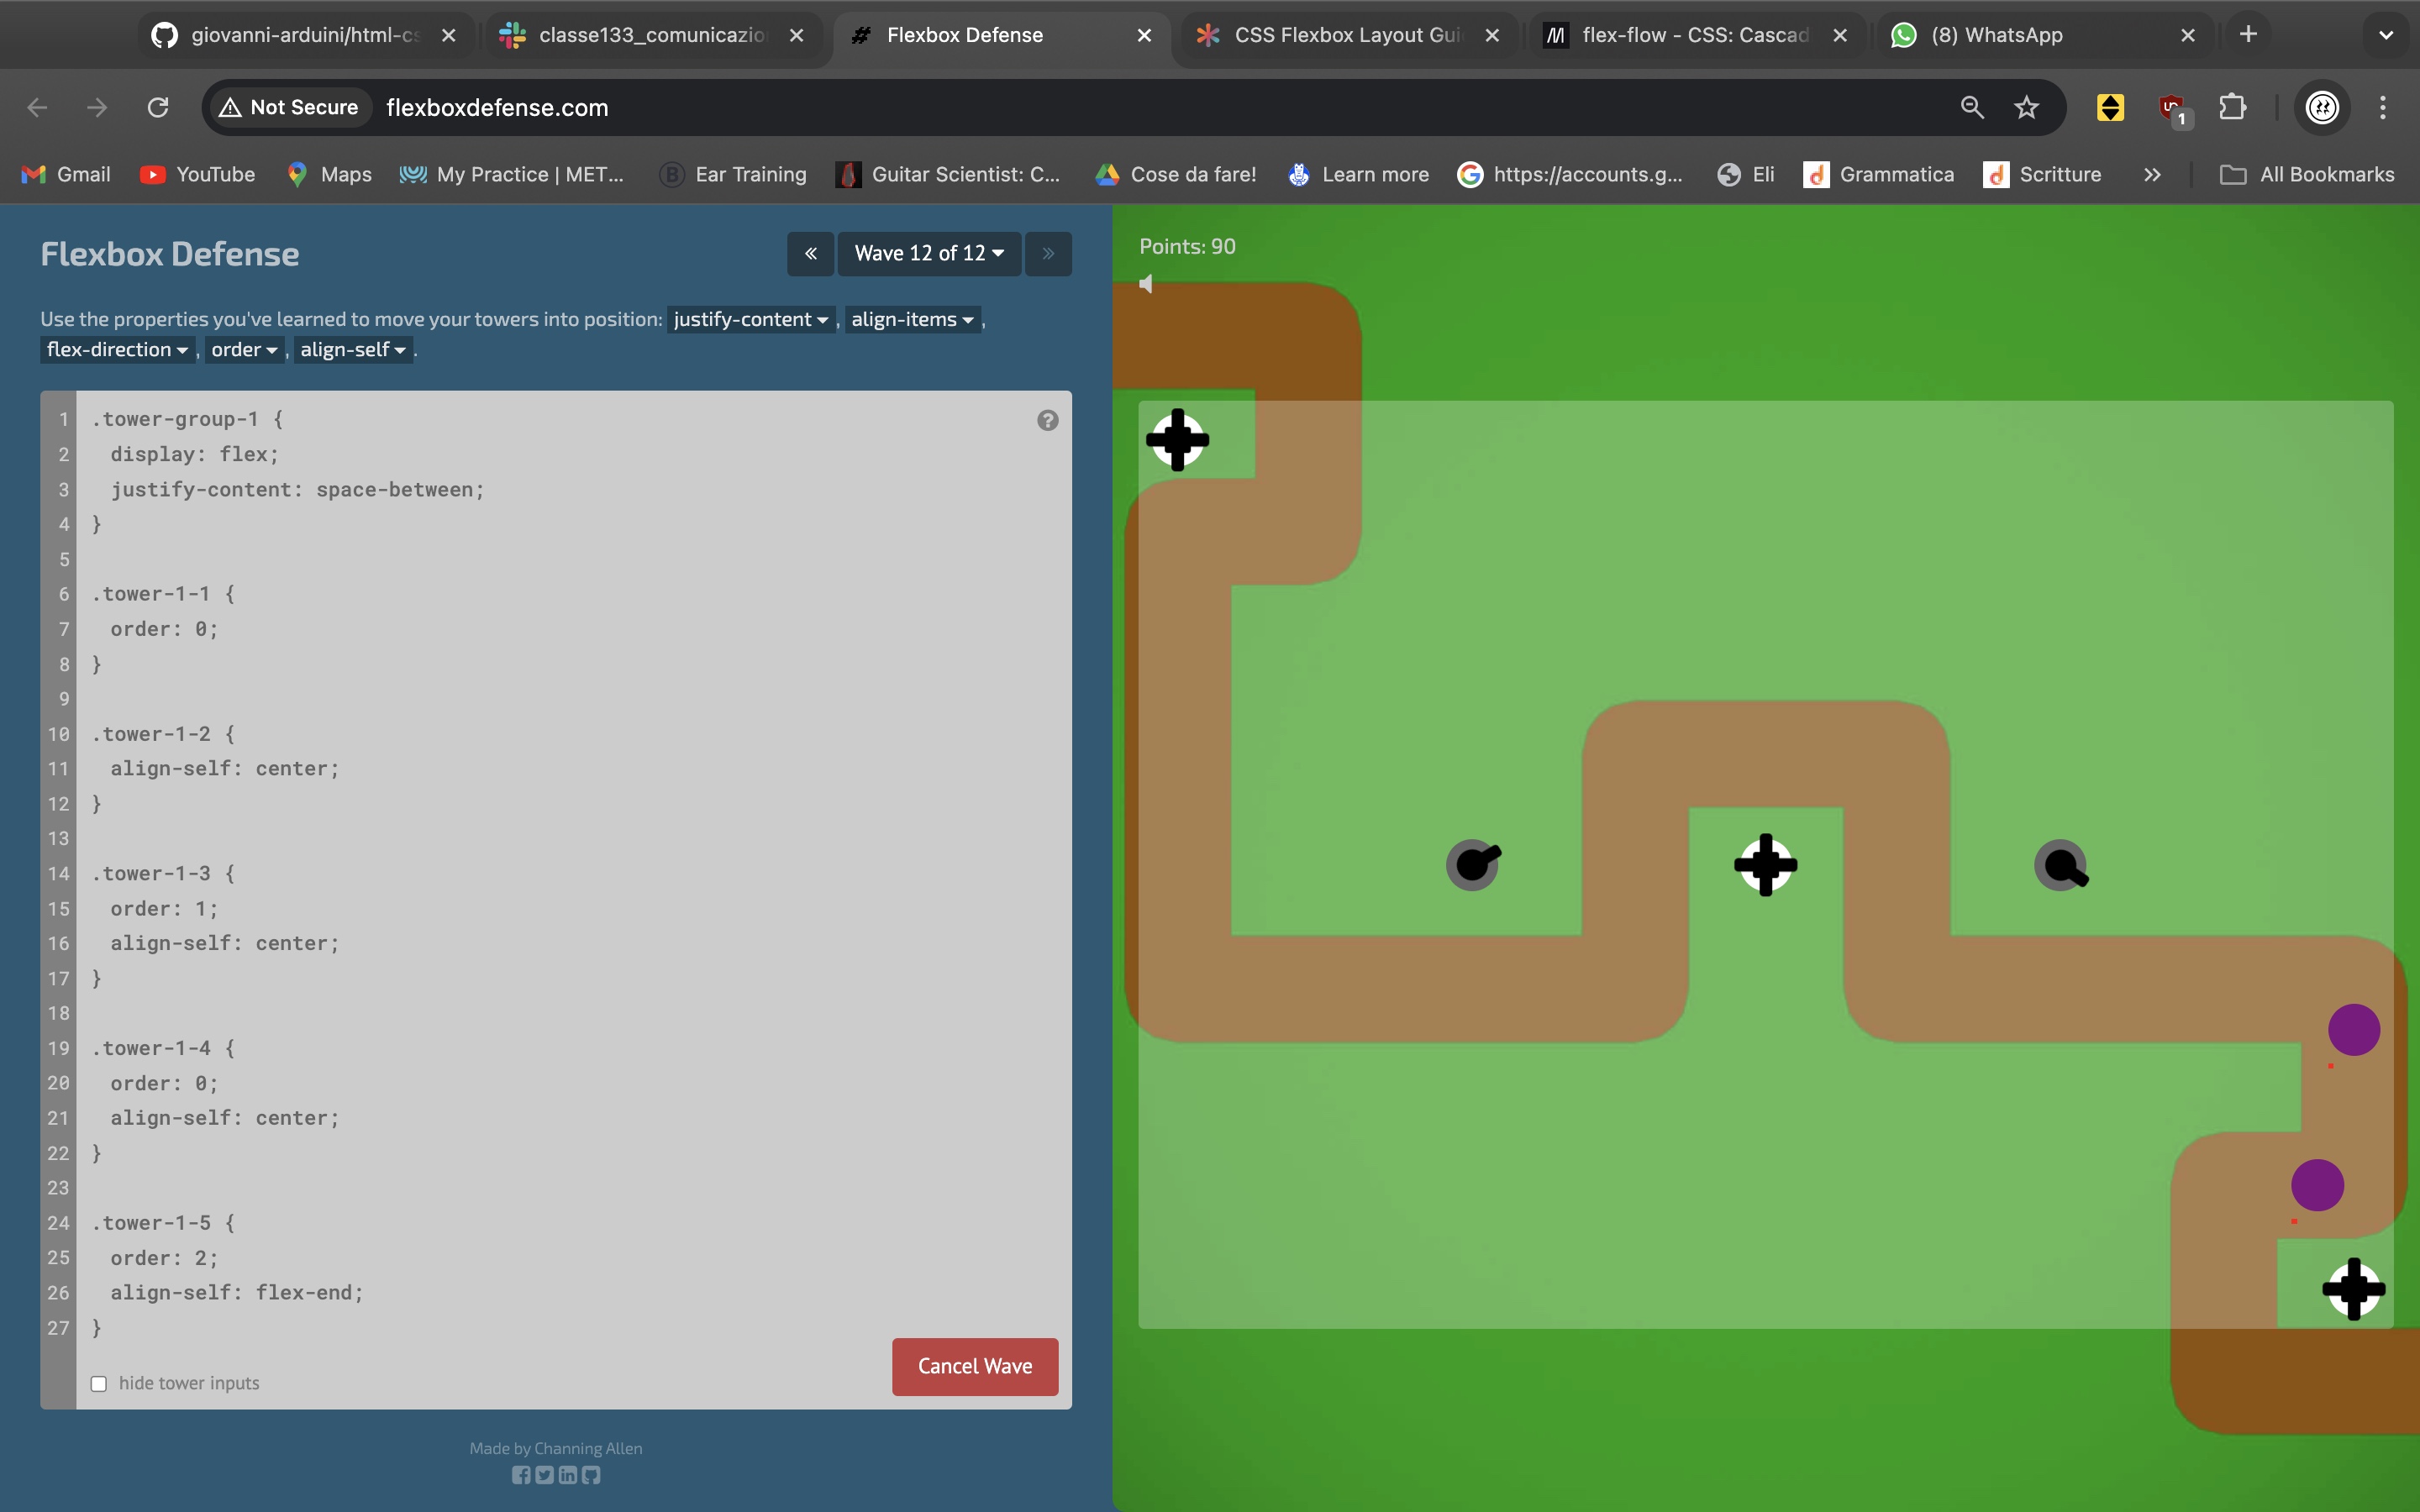 giovanni-arduini/html-cs
classe133_comunicazio
Flexbox Defense
CSS Flexbox Layout Gui
flex-flow - CSS: Cascad
(8) WhatsApp
Not Secure
flexboxdefense.com
1
Gmail
YouTube
Maps
My Practice | MET...
Ear Training
Guitar Scientist: C...
Cose da fare!
Learn more
https://accounts.g...
Eli
Grammatica
Scritture
All Bookmarks
Flexbox Defense
« Wave 12 of 12 »
Use the properties you've learned to move your towers into position: justify-content , align-items ,
flex-direction , order , align-self .
1 .tower-group-1 {
2 display: flex;
3 justify-content: space-between;
4 }
5
6 .tower-1-1 {
7 order: 0;
8 }
9
10 .tower-1-2 {
11 align-self: center;
12 }
13
14 .tower-1-3 {
15 order: 1;
16 align-self: center;
17 }
18
19 .tower-1-4 {
20 order: 0;
21 align-self: center;
22 }
23
24 .tower-1-5 {
25 order: 2;
26 align-self: flex-end;
27 }
hide tower inputs
Cancel Wave
Made by Channing Allen
Points: 90